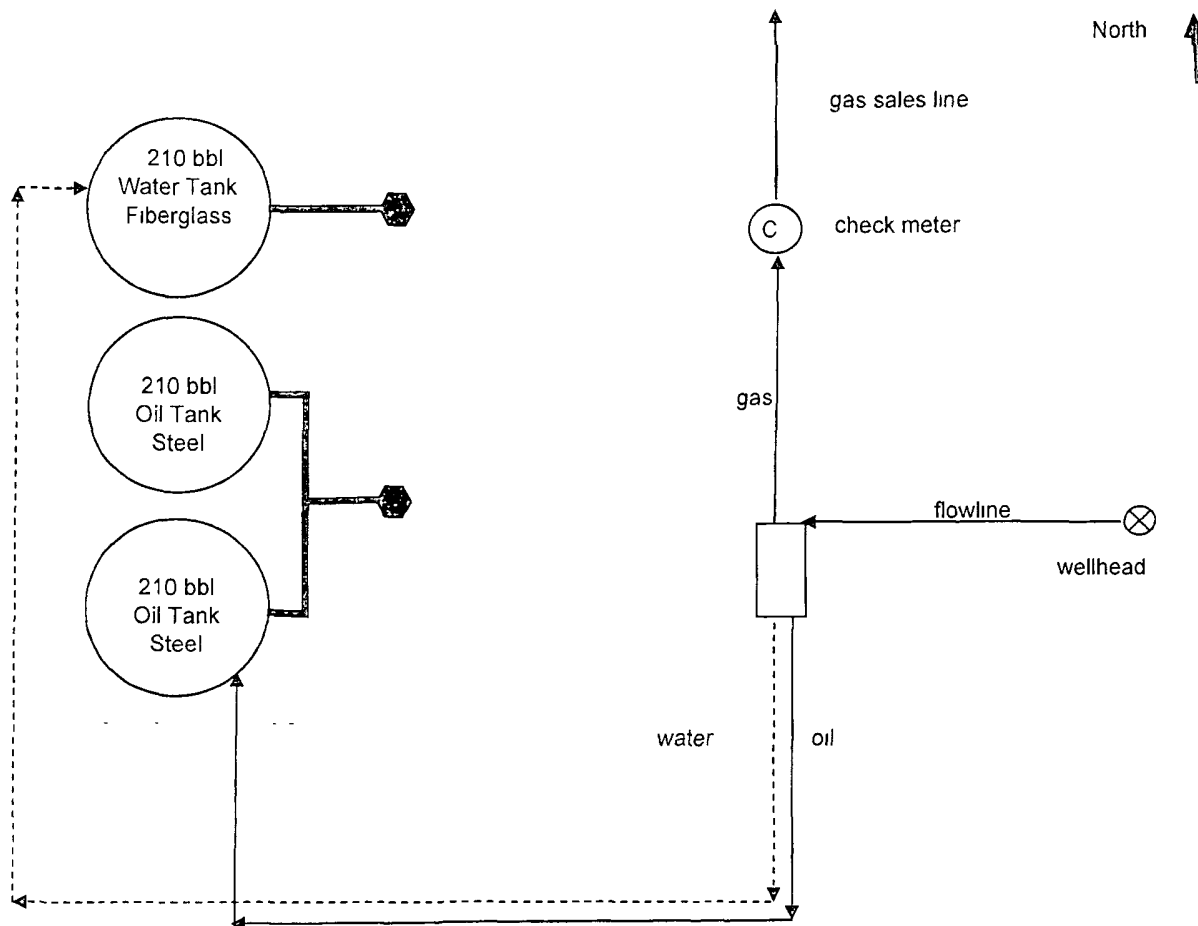 North
gas sales line
210 bbl
Water Tank
Fiberglass
C
check meter
210 bbl
Oil Tank
Steel
gas
flowline
wellhead
210 bbl
Oil Tank
Steel
water
oil